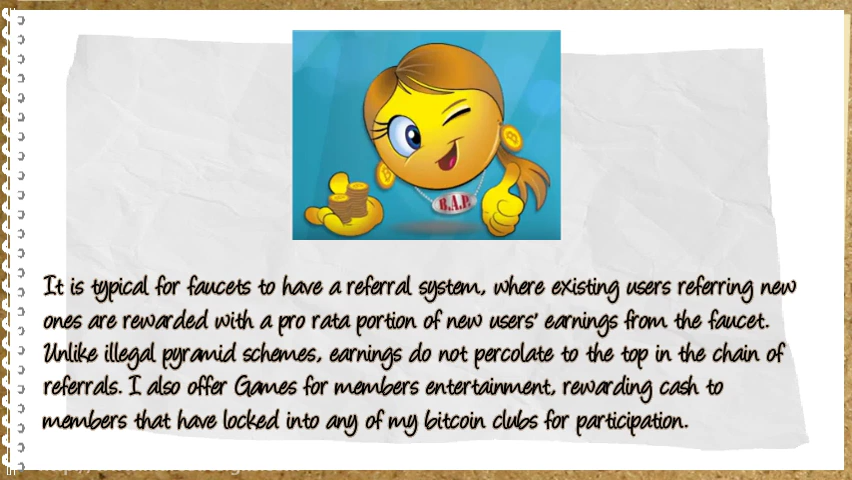 B.A.P.
It is typical for faucets to have a referral system, where existing users referring new
ones are rewarded with a pro rata portion of new users' earnings from the faucet.
Unlike illegal pyramid schemes, earnings do not percolate to the top in the chain of
referrals. I also offer Games for members entertainment, rewarding cash to
members that have locked into any of my bitcoin clubs for participation.